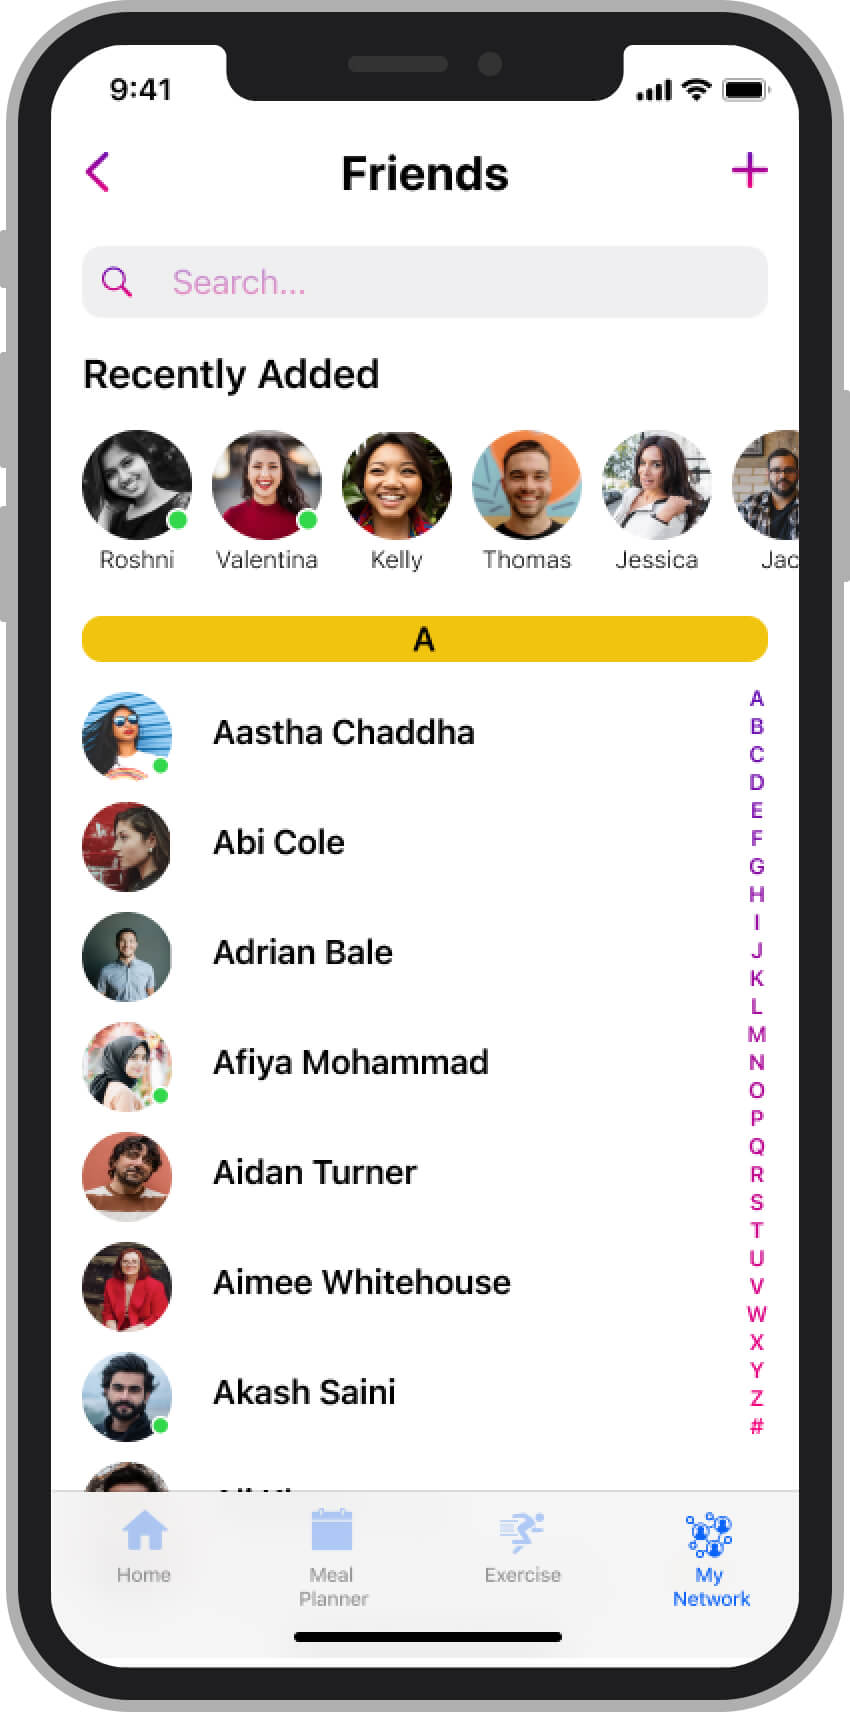 9:41
Friends
Search...
Recently Added
Roshni Valentina Kelly Thomas Jessica Jac
A
Aastha Chaddha
Abi Cole
Adrian Bale
Afiya Mohammad
Aidan Turner
Aimee Whitehouse
Akash Saini
A
B
C
D
E
F
G
H
I
J
K
L
M
N
O
P
Q
R
S
T
U
V
W
X
Y
Z
#
Home
Meal
Planner
Exercise
My
Network